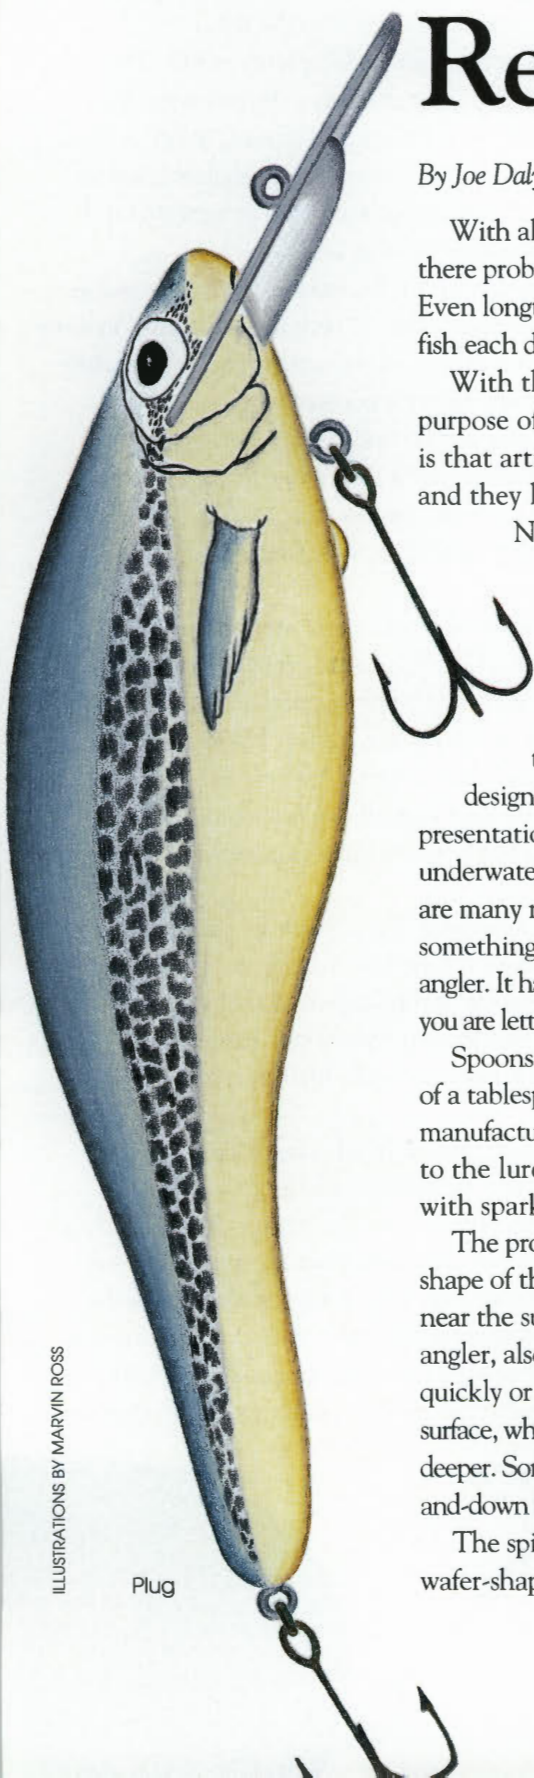 Re
By Joe Daly
With al
there prob
Even longt
fish each d
With th
purpose of
is that art
and they l
N
t
design
presentatio
underwate
are many r
something
angler. It ha
you are lett
Spoons
of a tablesp
manufactu
to the lure
with spark
The pro
shape of th
near the su
angler, also
quickly or
surface, wh
deeper. Sor
and-down
The spi
wafer-shap
ILLUSTRATIONS BY MARVIN ROSS
Plug